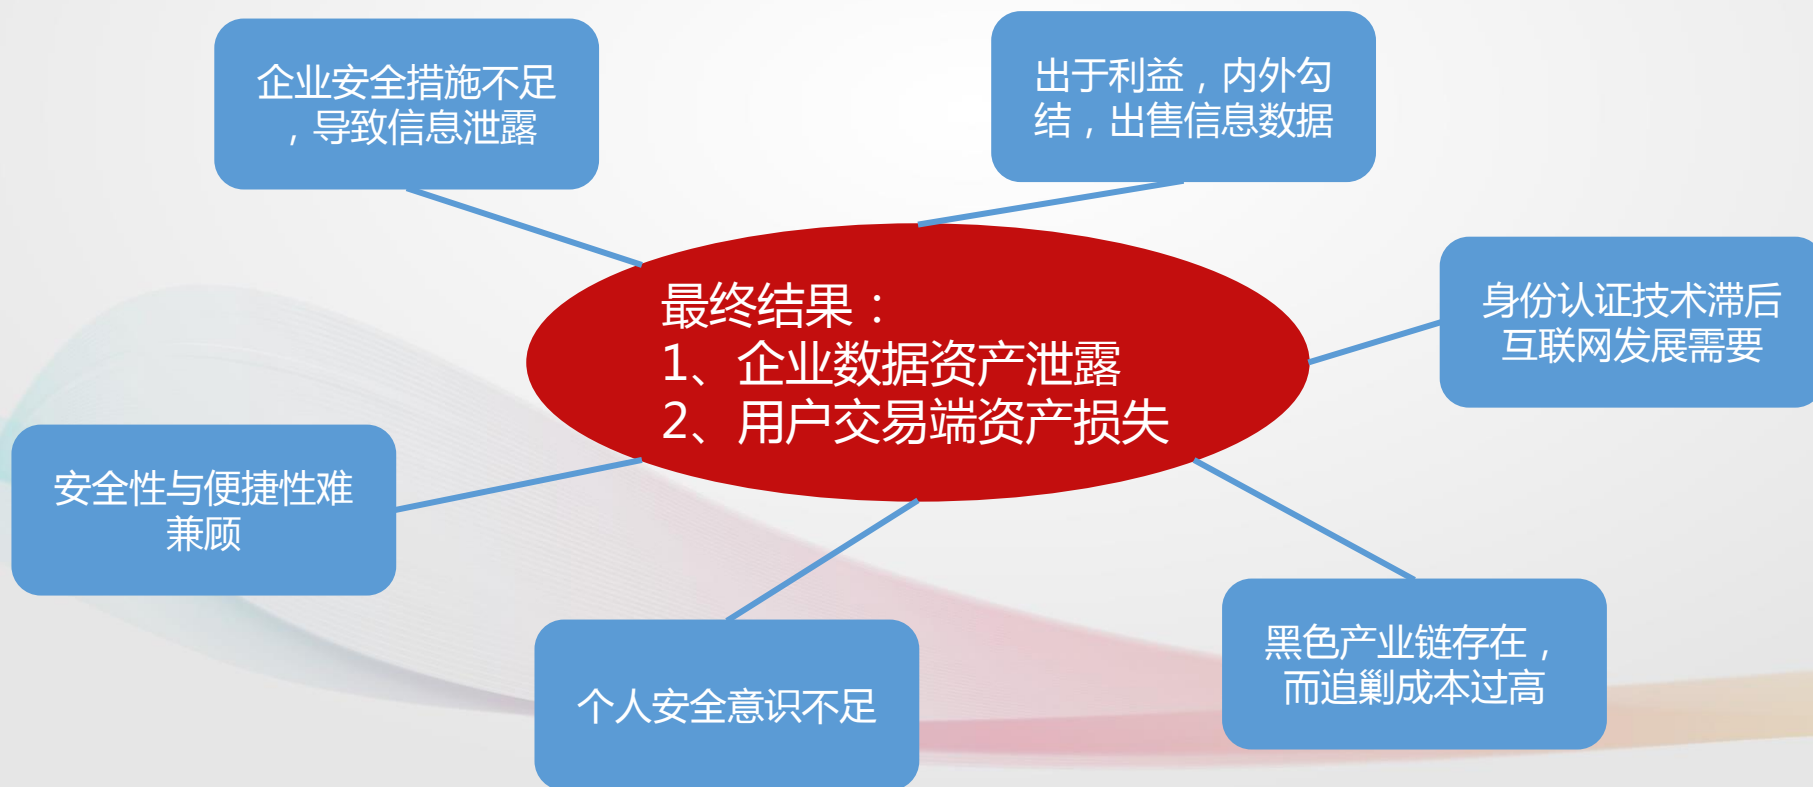 企业安全措施不足
，导致信息泄露
出于利益，内外勾
结，出售信息数据
最终结果：
1、企业数据资产泄露
2、用户交易端资产损失
身份认证技术滞后
互联网发展需要
安全性与便捷性难
兼顾
个人安全意识不足
黑色产业链存在，
而追剿成本过高